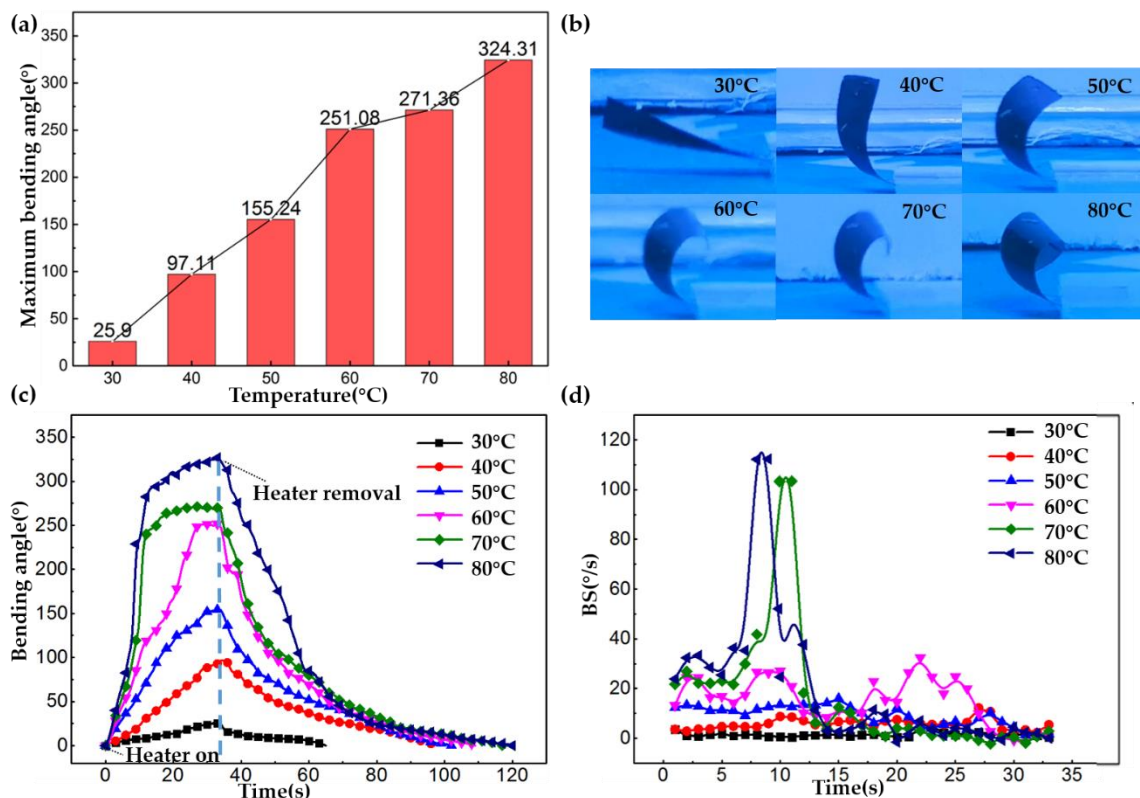 (a)
Maximum bending angle(°)
350
300
250
200
150
100
50
0
25.9
97.11
155.24
251.08
271.36
324.31
30
40
50
60
70
80
Temperature(°C)
(b)
30°C
40°C
50°C
60°C
70°C
80°C
(c)
Bending angle(°)
350
300
250
200
150
100
50
0
30°C
40°C
50°C
60°C
70°C
80°C
Heater removal
Heater on
0
20
40
60
80
100
120
Time(s)
(d)
BS(°/s)
120
100
80
60
40
20
0
30°C
40°C
50°C
60°C
70°C
80°C
0
5
10
15
20
25
30
35
Time(s)